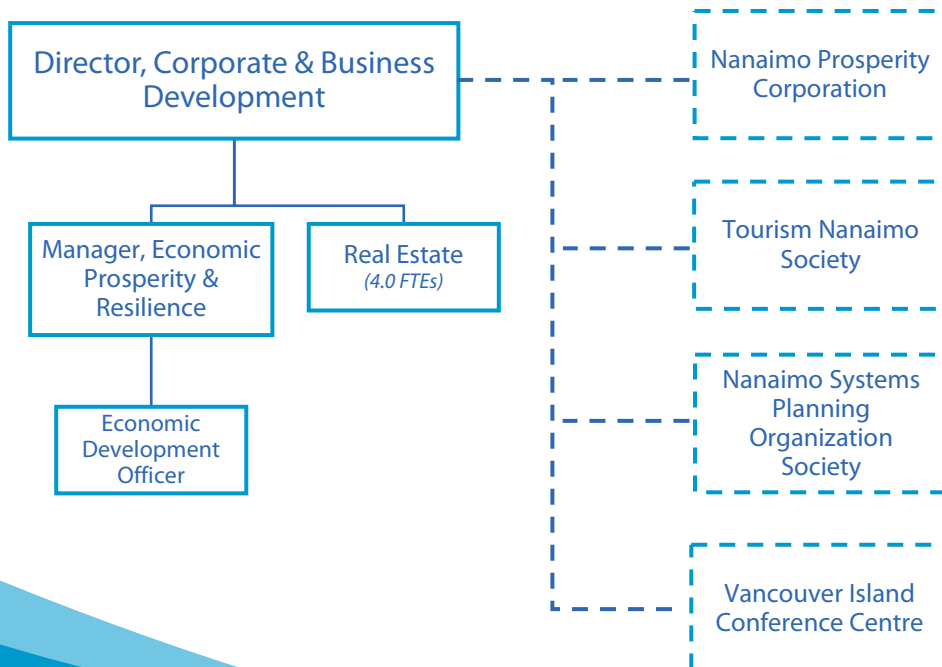 Director, Corporate & Business
Development
Manager, Economic
Prosperity &
Resilience
Real Estate
(4.0 FTEs)
Economic
Development
Officer
Nanaimo Prosperity
Corporation
Tourism Nanaimo
Society
Nanaimo Systems
Planning
Organization
Society
Vancouver Island
Conference Centre